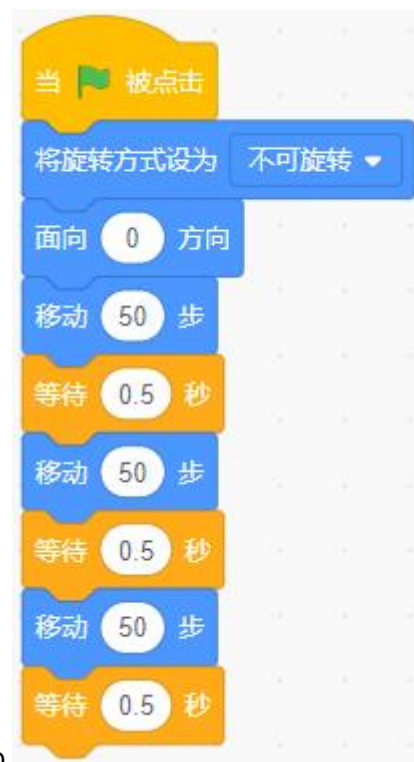 当 被点击
将旋转方式设为 不可旋转
面向 0 方向
移动 50 步
等待 0.5 秒
移动 50 步
等待 0.5 秒
移动 50 步
等待 0.5 秒